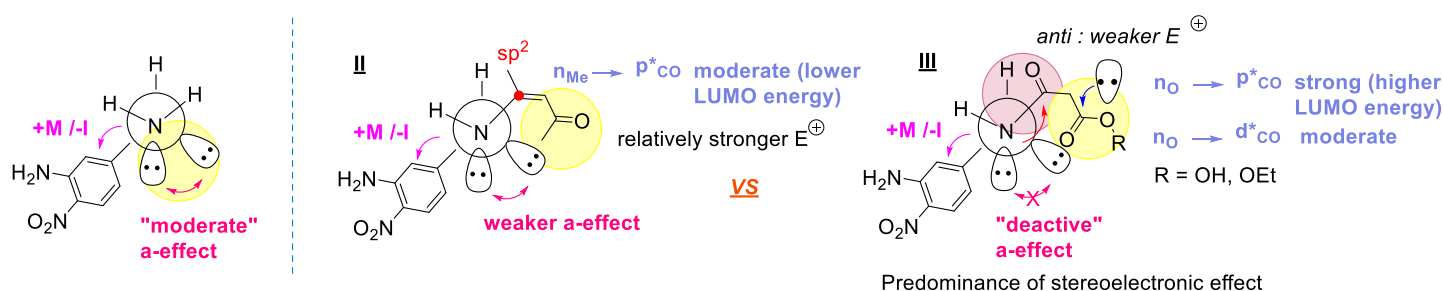 H
H
H
N
+M /-I
H2N
O2N
"moderate"
a-effect
II
sp2
H
H
N
O
+M /-I
H2N
O2N
nMe p*CO moderate (lower
LUMO energy)
relatively stronger E+
weaker a-effect
VS
III
anti : weaker E +
H
O
H
N
O
O
R
+M /-I
H2N
O2N
X
"deactive"
a-effect
nO p*CO strong (higher
LUMO energy)
nO d*CO moderate
R = OH, OEt
Predominance of stereoelectronic effect